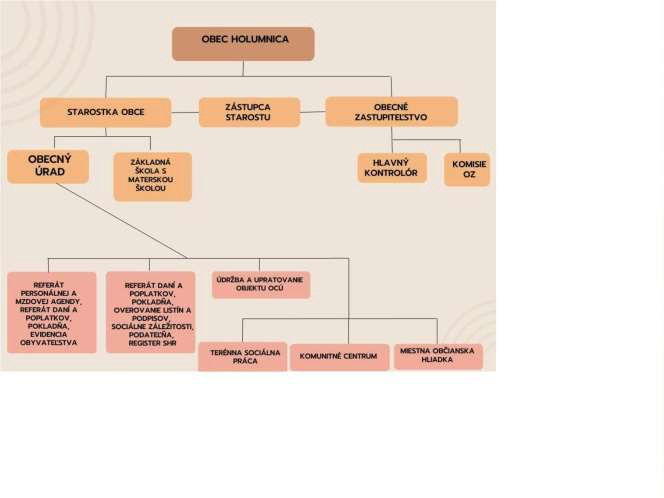 OBEC HOLUMNICA
STAROSTKA OBCE
ZÁSTUPCA
STAROSTU
OBECNÉ
ZASTUPITEĽSTVO
OBECNÝ
ÚRAD
ZÁKLADNÁ
ŠKOLA S
MATERSKOU
ŠKOLOU
HLAVNÝ
KONTROLÓR
KOMISIE
OZ
REFERÁT
PERSONÁLNEJ A
MZDOVEJ AGENDY,
REFERÁT DANÍ A
POPLATKOV,
POKLADŇA,
EVIDENCIA
OBYVATEĽSTVA
REFERÁT DANÍ A
POPLATKOV,
POKLADŇA,
OVEROVANIE LISTÍN A
PODPISOV,
SOCIÁLNE ZÁLEŽITOSTI,
PODATEĽŇA,
REGISTER SHR
ÚDRŽBA A UPRATOVANIE
OBJEKTU OCÚ
TERÉNNA SOCIÁLNA
PRÁCA
KOMUNITNÉ CENTRUM
MIESTNA OBČIANSKA
HLIADKA